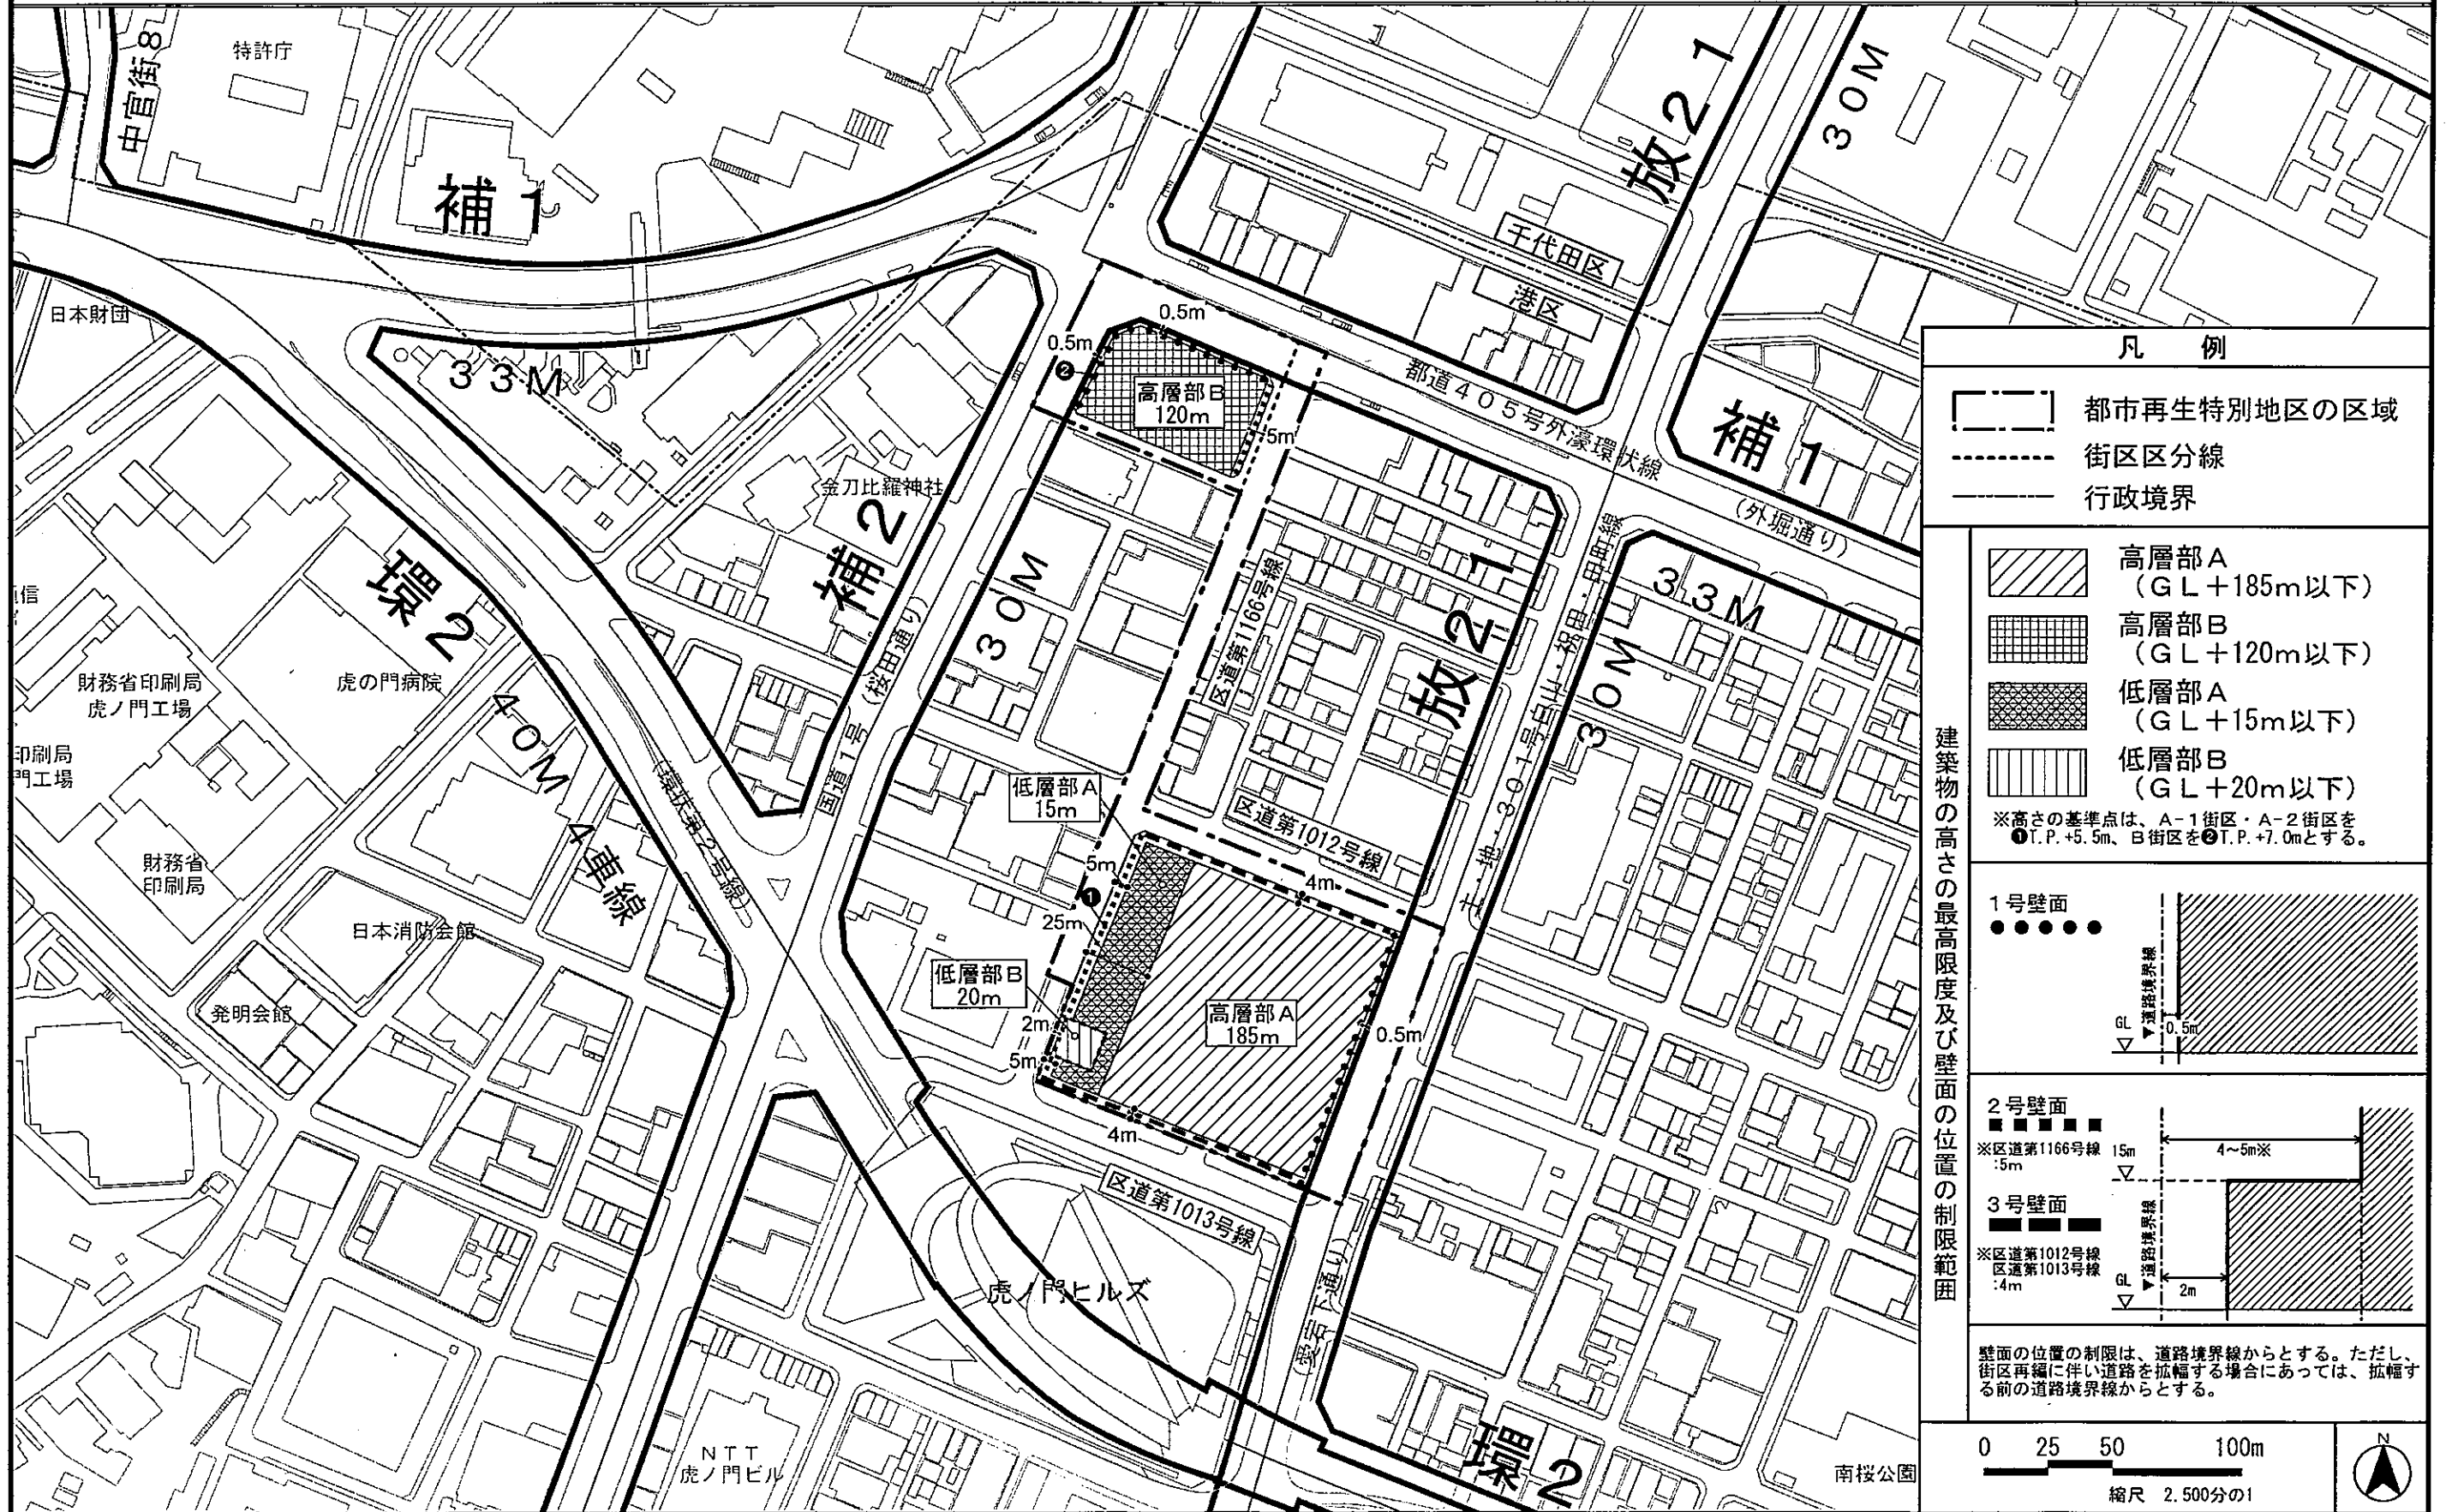 特許庁
中官街8
補1
放21
30M
千代田区
港区
日本財団
33M
0.5m
0.5m
❷
高層部B
120m
5m
都道405号外濠環状線
(外堀通り)
補1
金刀比羅神社
補2
環2
30M
区道第1166号線
放21
33M
30M
財務省印刷局
虎ノ門工場
虎の門病院
40M
4車線
印刷局
門工場
財務省
印刷局
(環状第2号線)
国道1号(桜田通り)
低層部A
15m
区道第1012号線
5m
❶
25m
4m
日本消防会館
発明会館
低層部B
20m
2m
5m
高層部A
185m
0.5m
4m
区道第1013号線
虎ノ門ヒルズ
(愛宕下通り)
NTT
虎ノ門ビル
環2
南桜公園
凡例
都市再生特別地区の区域
街区区分線
行政境界
建築物の高さの最高限度及び壁面の位置の制限範囲
高層部A
(GL+185m以下)
高層部B
(GL+120m以下)
低層部A
(GL+15m以下)
低層部B
(GL+20m以下)
※高さの基準点は、A-1街区・A-2街区を
❶T.P.+5.5m、B街区を❷T.P.+7.0mとする。
1号壁面
道路境界線
GL
0.5m
2号壁面
※区道第1166号線
:5m
3号壁面
※区道第1012号線
区道第1013号線
:4m
15m
4~5m※
道路境界線
GL
2m
壁面の位置の制限は、道路境界線からとする。ただし、
街区再編に伴い道路を拡幅する場合にあっては、拡幅す
る前の道路境界線からとする。
0 25 50 100m
縮尺 2,500分の1
N